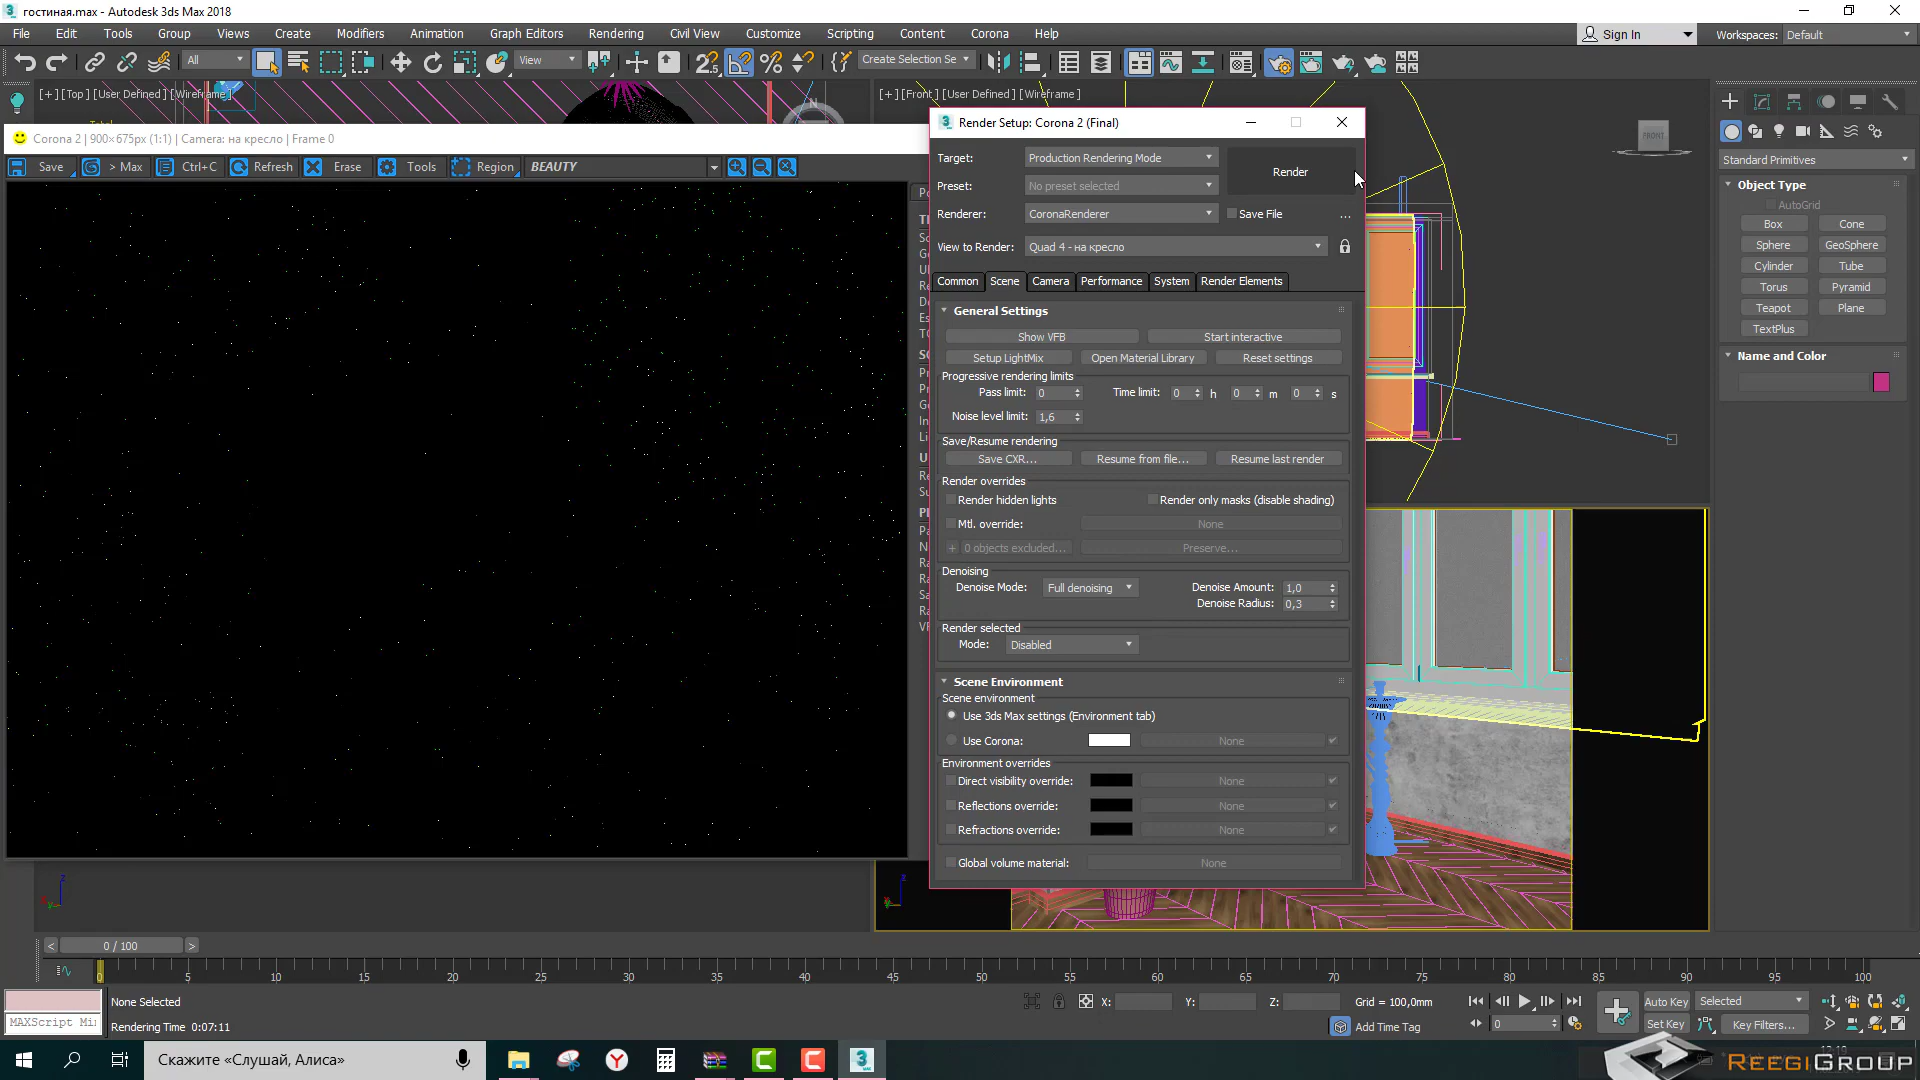 гостиная.max - Autodesk 3ds Max 2018
File Edit Tools Group Views Create Modifiers Animation Graph Editors Rendering Civil View Customize Scripting Content Corona Help
Sign In
Workspaces: Default
All
View
Create Selection Se
[+] [Top] [User Defined] [Wireframe]
[+] [Front] [User Defined] [Wireframe]
FRONT
Corona 2 | 900×675px (1:1) | Camera: на кресло | Frame 0
Save > Max Ctrl+C Refresh Erase Tools Region BEAUTY
Render Setup: Corona 2 (Final)
Target: Production Rendering Mode
Render
Preset: No preset selected
Renderer: CoronaRenderer
Save File ...
View to Render: Quad 4 - на кресло
Common Scene Camera Performance System Render Elements
General Settings
Show VFB Start interactive
Setup LightMix Open Material Library Reset settings
Progressive rendering limits
Pass limit: 0 Time limit: 0 h 0 m 0 s
Noise level limit: 1,6
Save/Resume rendering
Save CXR... Resume from file... Resume last render
Render overrides
Render hidden lights Render only masks (disable shading)
Mtl. override: None
+ 0 objects excluded... Preserve...
Denoising
Denoise Mode: Full denoising Denoise Amount: 1,0
Denoise Radius: 0,3
Render selected
Mode: Disabled
Scene Environment
Scene environment
Use 3ds Max settings (Environment tab)
Use Corona: None
Environment overrides
Direct visibility override: None
Reflections override: None
Refractions override: None
Global volume material: None
Standard Primitives
Object Type
AutoGrid
Box Cone
Sphere GeoSphere
Cylinder Tube
Torus Pyramid
Teapot Plane
TextPlus
Name and Color
< 0 / 100 >
0 5 10 15 20 25 30 35 40 45 50 55 60 65 70 75 80 85 90 95 100
None Selected
X: Y: Z: Grid = 100,0mm
Auto Key Selected
MAXScript Mi
Rendering Time 0:07:11
Add Time Tag
0
Set Key Key Filters...
Скажите «Слушай, Алиса»
REEGIGROUP